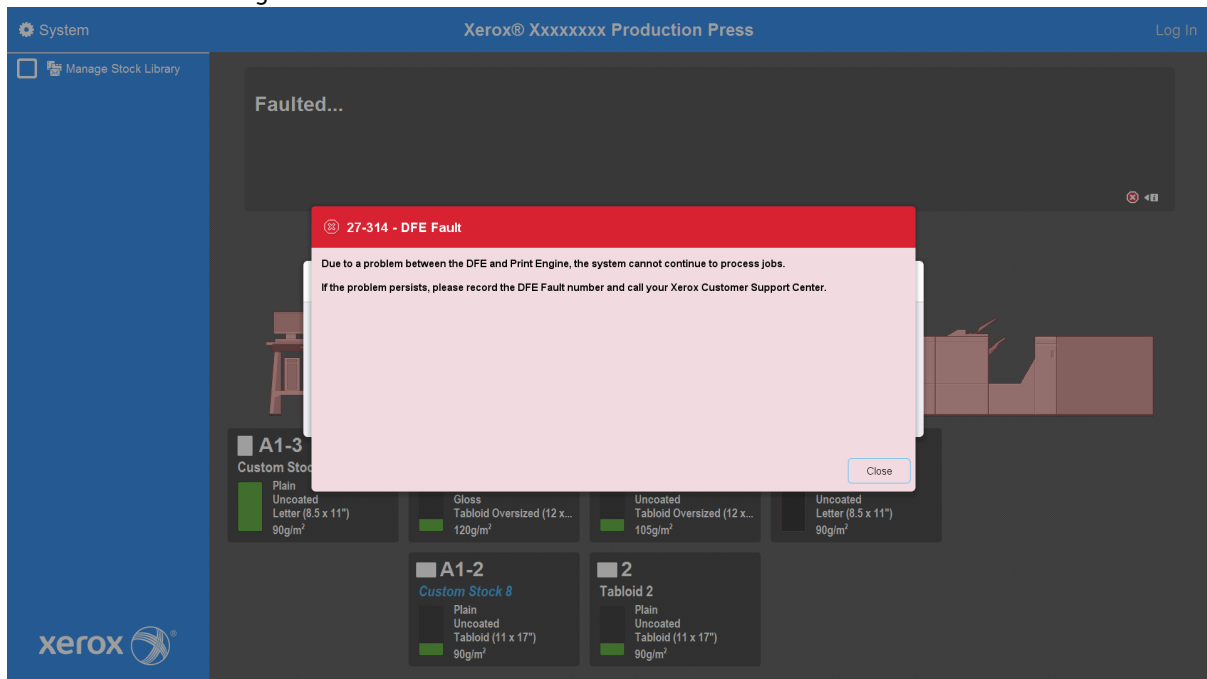 System
Xerox® Xxxxxxxx Production Press
Log In
Manage Stock Library
Faulted...
27-314 - DFE Fault
Due to a problem between the DFE and Print Engine, the system cannot continue to process jobs.
If the problem persists, please record the DFE Fault number and call your Xerox Customer Support Center.
Close
A1-3
Custom Stoc
Plain
Uncoated
Letter (8.5 x 11")
90g/m²
Gloss
Tabloid Oversized (12 x...
120g/m²
Uncoated
Tabloid Oversized (12 x...
105g/m²
Uncoated
Letter (8.5 x 11")
90g/m²
A1-2
Custom Stock 8
Plain
Uncoated
Tabloid (11 x 17")
90g/m²
2
Tabloid 2
Plain
Uncoated
Tabloid (11 x 17")
90g/m²
xerox